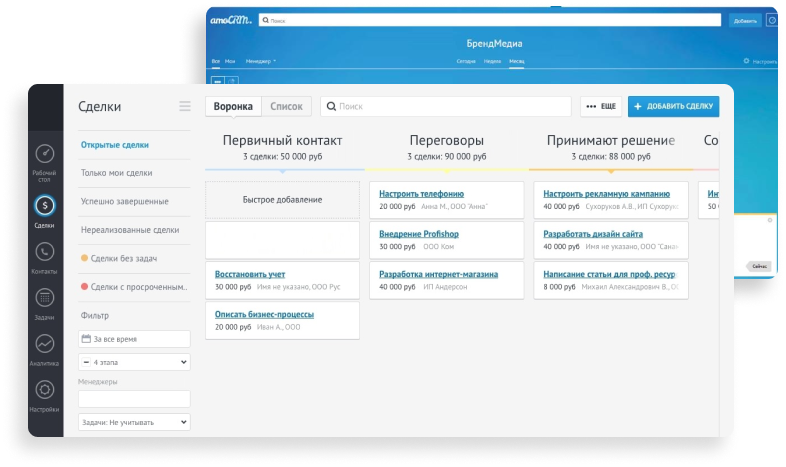 amoCRM.
Поиск
Добавить
БрендМедиа
Все Мои Менеджер
Сегодня Неделя Месяц
Настроить
Сейчас
Сделки
Воронка Список Поиск ••• ЕЩЕ + ДОБАВИТЬ СДЕЛКУ
Рабочий
стол
Сделки
Контакты
Задачи
Аналитика
Настройки
Открытые сделки
Только мои сделки
Успешно завершенные
Нереализованные сделки
Сделки без задач
Сделки с просроченным..
Фильтр
За все время
4 этапа
Менеджеры
Задачи: Не учитывать
Первичный контакт
3 сделки: 50 000 руб
Быстрое добавление
Восстановить учет
30 000 руб Имя не указано, ООО Рус
Описать бизнес-процессы
20 000 руб Иван А., ООО
Переговоры
3 сделки: 90 000 руб
Настроить телефонию
20 000 руб Анна М., ООО "Анна"
Внедрение Profishop
30 000 руб ООО Ком
Разработка интернет-магазина
40 000 руб ИП Андерсон
Принимают решение
3 сделки: 88 000 руб
Настроить рекламную кампанию
40 000 руб Сухоруков А.В., ИП Сухорук
Разработать дизайн сайта
40 000 руб Имя не указано, ООО "Сана
Написание статьи для проф. ресур
8 000 руб Михаил Александрович В., ОО
Со
Ин
50